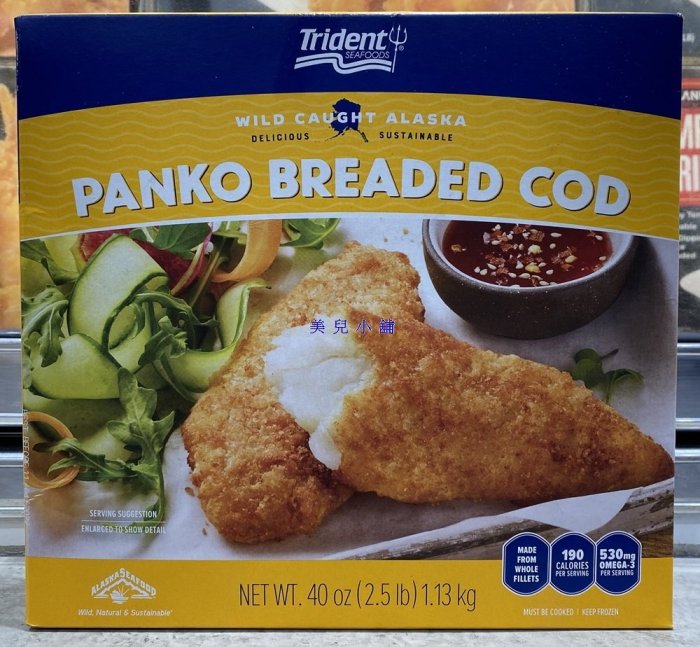 Trident®
SEAFOODS
WILD CAUGHT ALASKA
DELICIOUS SUSTAINABLE
PANKO BREADED COD
美兒小舖
SERVING SUGGESTION
ENLARGED TO SHOW DETAIL
ALASKA SEAFOOD
Wild, Natural & Sustainable®
NET WT. 40 oz (2.5 lb) 1.13 kg
MADE
FROM
WHOLE
FILLETS
190
CALORIES
PER SERVING
530mg
OMEGA-3
PER SERVING
MUST BE COOKED | KEEP FROZEN